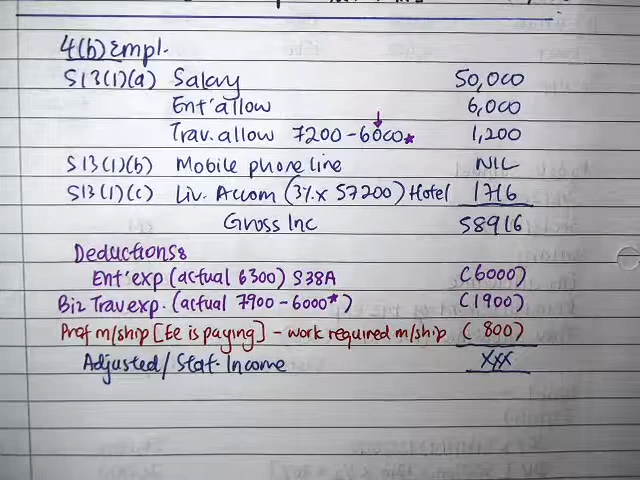 4(b) Empl.
S13(1)(a) Salary 50,000
Ent' allow 6,000
Trav. allow 7200 - 6000* 1,200
S13(1)(b) Mobile phone line NIL
S13(1)(c) Liv. Accom (3% x 57200) Hotel 1716
Gross Inc 58916
Deductions:
Ent' exp (actual 6300) S38A (6000)
Biz Trav exp. (actual 7900 - 6000*) (1900)
Prof m/ship [Ee is paying] - work required m/ship (800)
Adjusted/Stat. Income XXX